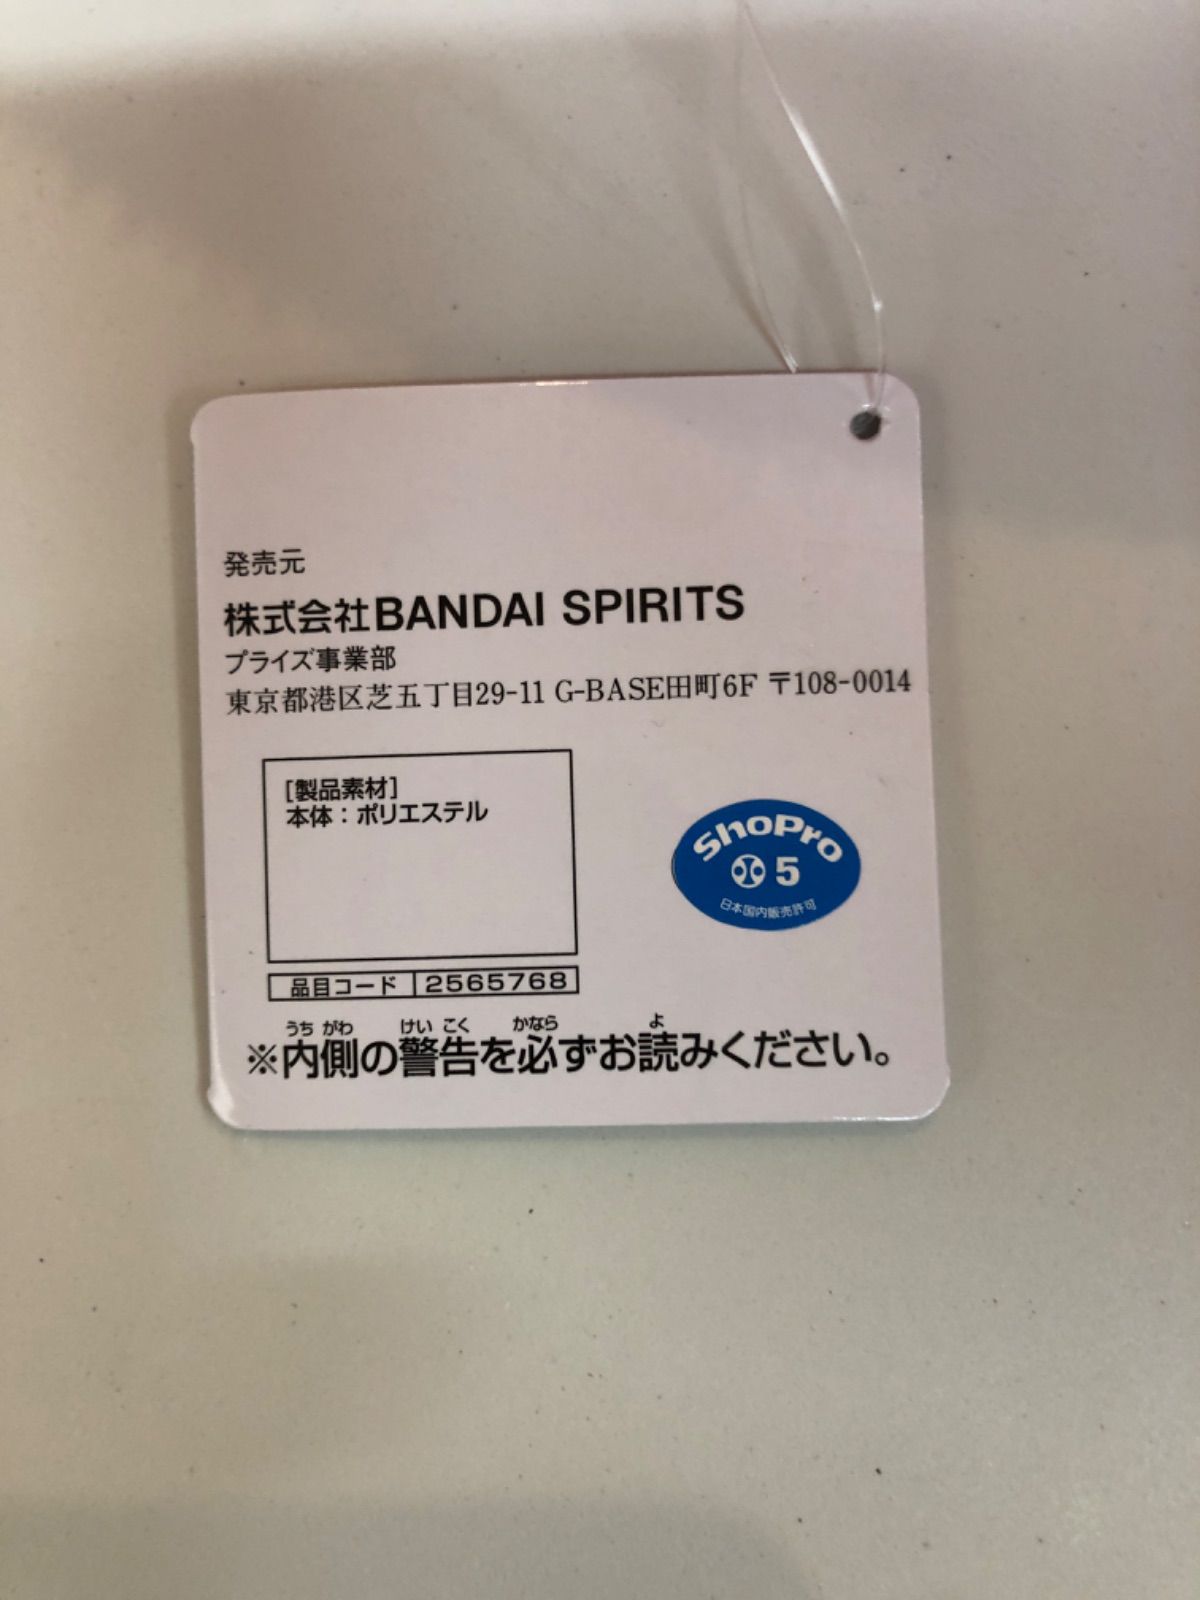 発売元
株式会社BANDAI SPIRITS
プライズ事業部
東京都港区芝五丁目29-11 G-BASE田町6F 〒108-0014
[製品素材]
本体：ポリエステル
ShoPro
5
日本国内販売許可
品目コード 2565768
うち がわ けい こく かなら よ
※内側の警告を必ずお読みください。